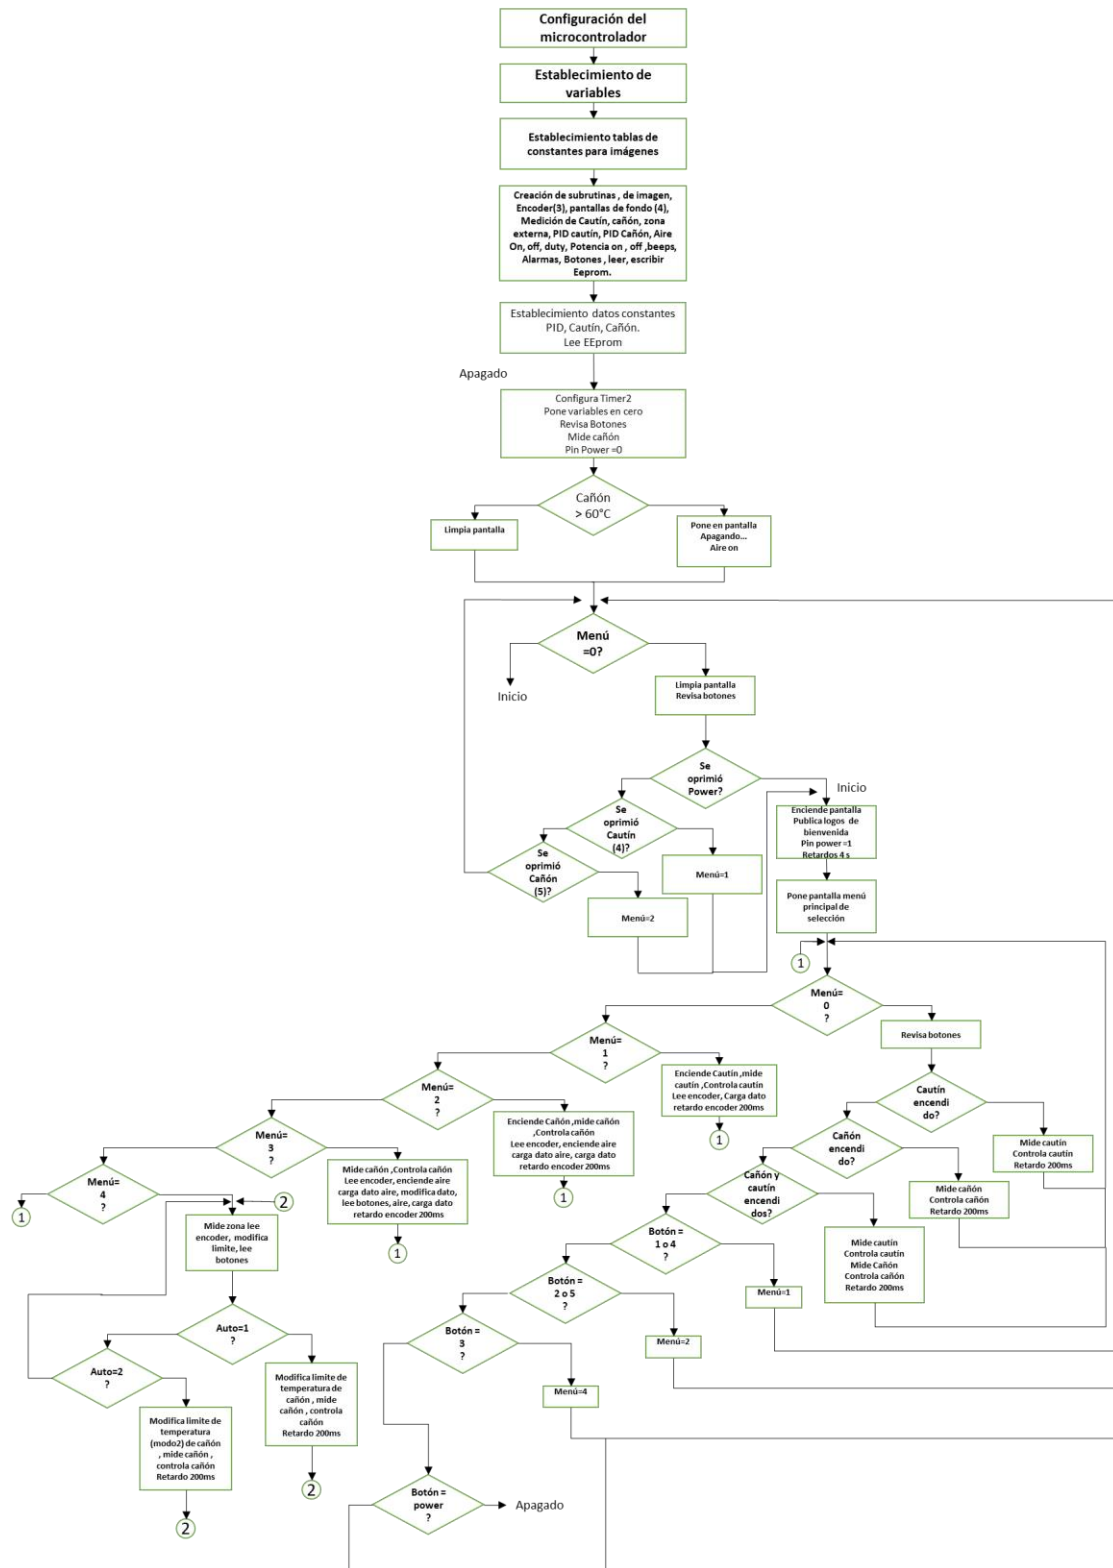 Configuración del
microcontrolador
Establecimiento de
variables
Establecimiento tablas de
constantes para imágenes
Creación de subrutinas , de imagen,
Encoder(3), pantallas de fondo (4),
Medición de Cautín, cañón, zona
externa, PID cautín, PID Cañón, Aire
On, off, duty, Potencia on , off ,beeps,
Alarmas, Botones , leer, escribir
Eeprom.
Establecimiento datos constantes
PID, Cautín, Cañón.
Lee EEprom
Apagado
Configura Timer2
Pone variables en cero
Revisa Botones
Mide cañón
Pin Power =0
Cañón
> 60°C
Limpia pantalla
Pone en pantalla
Apagando...
Aire on
Menú
=0?
Inicio
Limpia pantalla
Revisa botones
Se
oprimió
Power?
Inicio
Se
oprimió
Cautín
(4)?
Enciende pantalla
Publica logos de
bienvenida
Pin power =1
Retardos 4 s
Se
oprimió
Cañón
(5)?
Menú=1
Menú=2
Pone pantalla menú
principal de
selección
1
Menú=
0
?
Revisa botones
Menú=
1
?
Enciende Cautín ,mide
cautín ,Controla cautín
Lee encoder, Carga dato
retardo encoder 200ms
1
Cautín
encendi
do?
Mide cautín
Controla cautín
Retardo 200ms
Menú=
2
?
Enciende Cañón ,mide cañón
,Controla cañón
Lee encoder, enciende aire
carga dato aire, carga dato
retardo encoder 200ms
1
Cañón
encendi
do?
Mide cañón
Controla cañón
Retardo 200ms
Menú=
3
?
Mide cañón ,Controla cañón
Lee encoder, enciende aire
carga dato aire, modifica dato,
lee botones, aire, carga dato
retardo encoder 200ms
1
Cañón y
cautín
encendi
dos?
Mide cautín
Controla cautín
Mide Cañón
Controla cañón
Retardo 200ms
Menú=
4
?
1
2
Mide zona lee
encoder, modifica
limite, lee
botones
Botón =
1 o 4
?
Menú=1
Botón =
2 o 5
?
Menú=2
Auto=1
?
Botón =
3
?
Menú=4
Auto=2
?
Modifica limite de
temperatura de
cañón , mide
cañón , controla
cañón
Retardo 200ms
2
Modifica limite de
temperatura
(modo2) de cañón
, mide cañón ,
controla cañón
Retardo 200ms
2
Botón =
power
?
Apagado